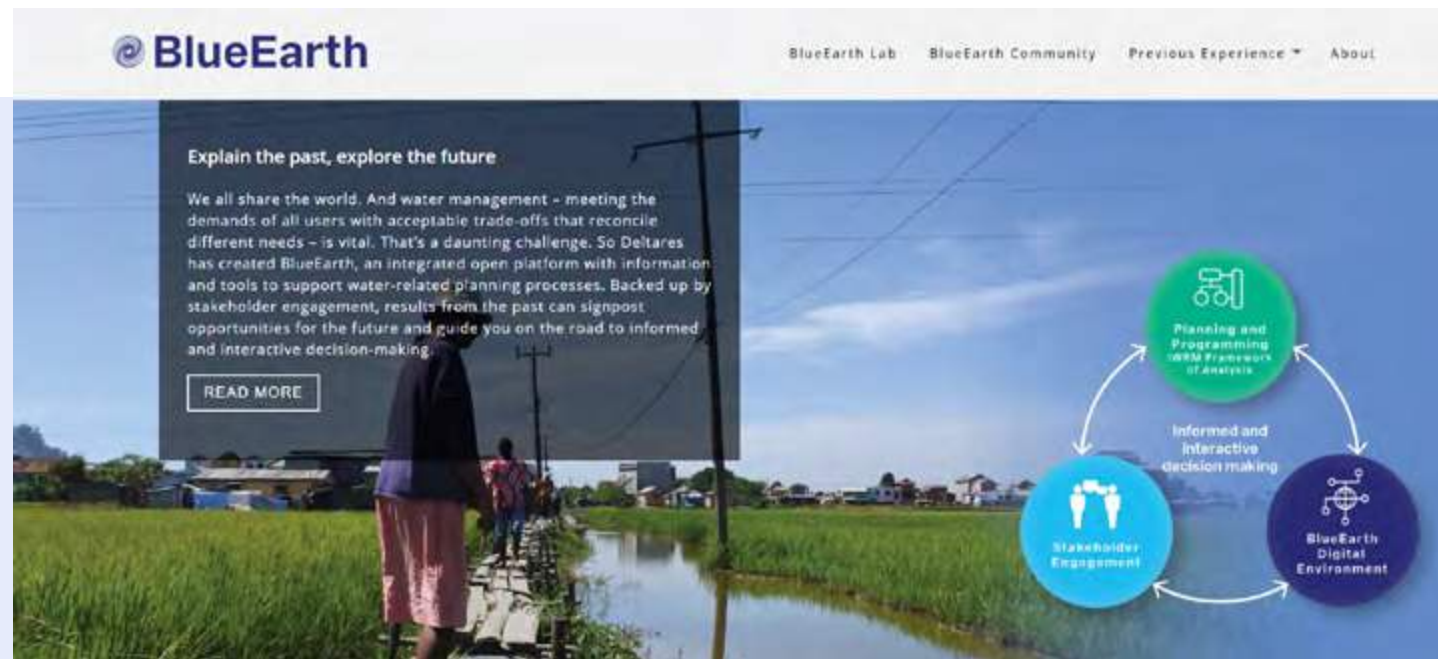 BlueEarth
BlueEarth Lab BlueEarth Community Previous Experience About
Explain the past, explore the future
We all share the world. And water management – meeting the
demands of all users with acceptable trade-offs that reconcile
different needs – is vital. That's a daunting challenge. So Deltares
has created BlueEarth, an integrated open platform with information
and tools to support water-related planning processes. Backed up by
stakeholder engagement, results from the past can signpost
opportunities for the future and guide you on the road to informed
and interactive decision-making.
READ MORE
Planning and
Programming
IWRM Framework
of Analysis
Informed and
interactive
decision making
Stakeholder
Engagement
BlueEarth
Digital
Environment